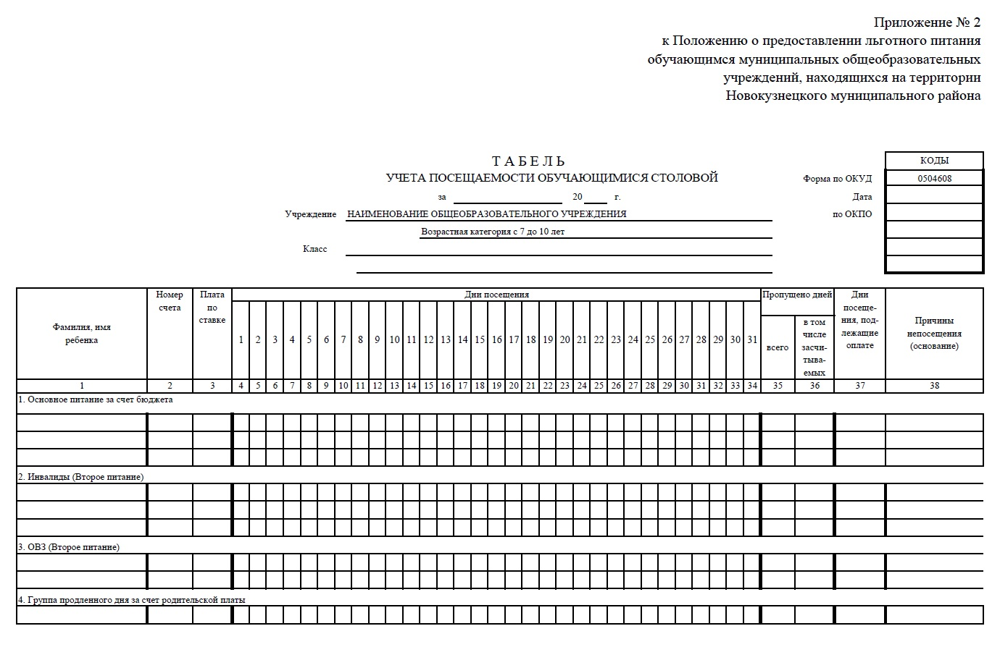 Приложение № 2
к Положению о предоставлении льготного питания
обучающимся муниципальных общеобразовательных
учреждений, находящихся на территории
Новокузнецкого муниципального района
Т А Б Е Л Ь
УЧЕТА ПОСЕЩАЕМОСТИ ОБУЧАЮЩИМИСЯ СТОЛОВОЙ
за 20 г.
Учреждение НАИМЕНОВАНИЕ ОБЩЕОБРАЗОВАТЕЛЬНОГО УЧРЕЖДЕНИЯ
Возрастная категория с 7 до 10 лет
Класс
КОДЫ
Форма по ОКУД 0504608
Дата
по ОКПО
Фамилия, имя
ребенка
Номер
счета
Плата
по
ставке
Дни посещения
1 2 3 4 5 6 7 8 9 10 11 12 13 14 15 16 17 18 19 20 21 22 23 24 25 26 27 28 29 30 31
Пропущено дней
всего
в том
числе
засчи-
тыва-
емых
Дни
посеще-
ния, под-
лежащие
оплате
Причины
непосещения
(основание)
1 2 3 4 5 6 7 8 9 10 11 12 13 14 15 16 17 18 19 20 21 22 23 24 25 26 27 28 29 30 31 32 33 34 35 36 37 38
1. Основное питание за счет бюджета
2. Инвалиды (Второе питание)
3. ОВЗ (Второе питание)
4. Группа продленного дня за счет родительской платы